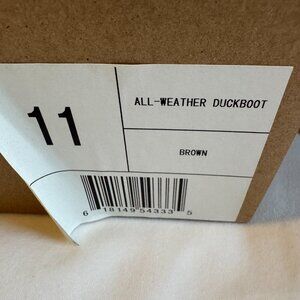 11
ALL-WEATHER DUCKBOOT
BROWN
6 18149 54333 5